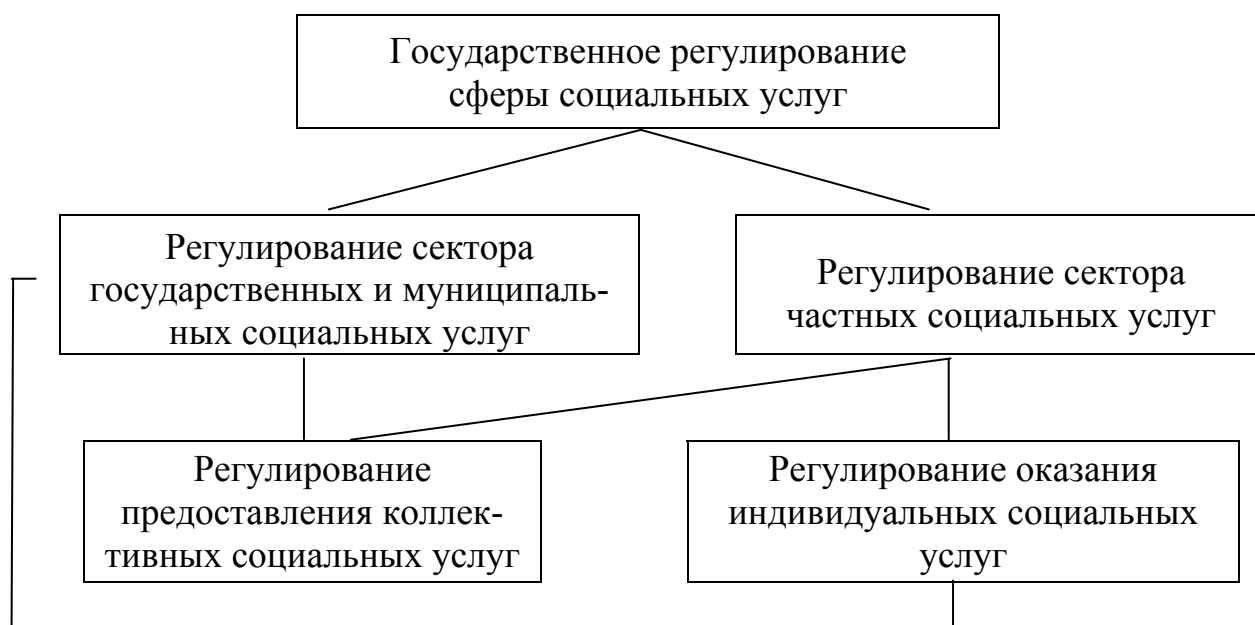 Государственное регулирование
сферы социальных услуг
Регулирование сектора
государственных и муниципаль-
ных социальных услуг
Регулирование сектора
частных социальных услуг
Регулирование
предоставления коллек-
тивных социальных услуг
Регулирование оказания
индивидуальных социальных
услуг